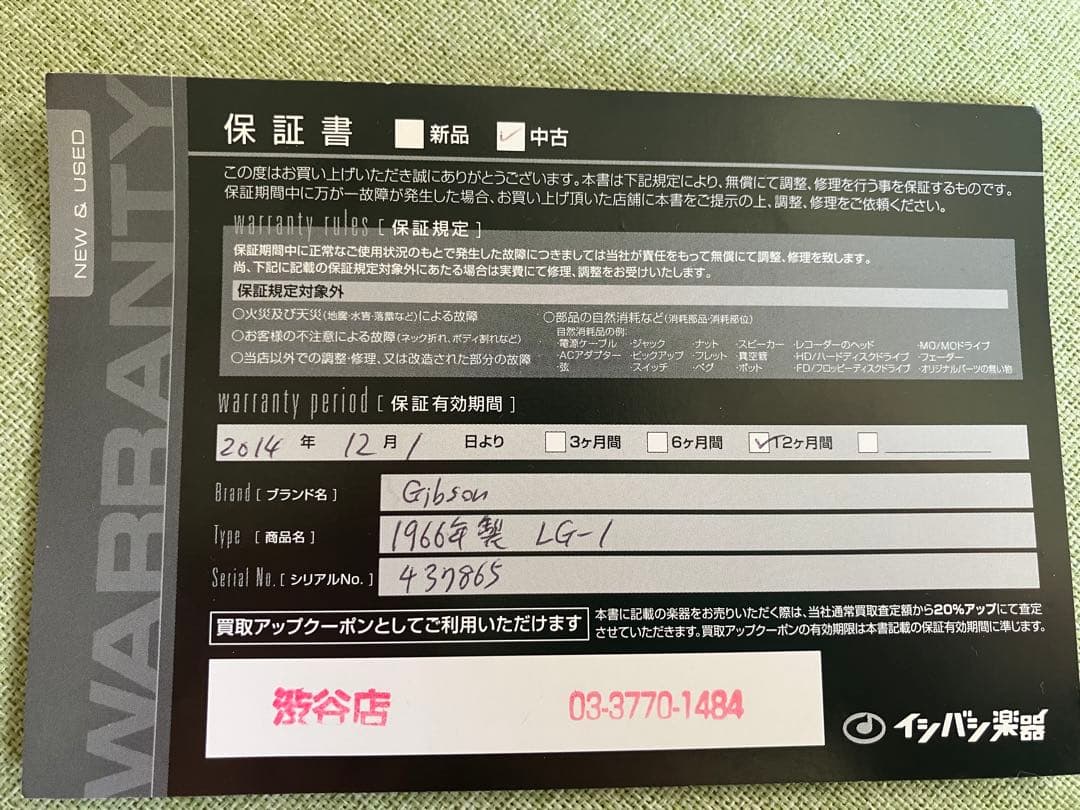 WARRANTY
NEW & USED
保証書 新品 ✓ 中古
この度はお買い上げいただき誠にありがとうございます。本書は下記規定により、無償にて調整、修理を行う事を保証するものです。
保証期間中に万が一故障が発生した場合、お買い上げ頂いた店舗に本書をご提示の上、調整、修理をご依頼ください。
warranty rules [保証規定]
保証期間中に正常なご使用状況のもとで発生した故障につきましては当社が責任をもって無償にて調整、修理を致します。
尚、下記に記載の保証規定対象外にあたる場合は実費にて修理、調整をお受けいたします。
保証規定対象外
○火災及び天災(地震・水害・落雷など)による故障
○お客様の不注意による故障(ネック折れ、ボディ割れなど)
○当店以外での調整・修理、又は改造された部分の故障
○部品の自然消耗など(消耗部品・消耗部位)
自然消耗品の例:
・電源ケーブル ・ジャック ・ナット ・スピーカー ・レコーダーのヘッド ・MO/MOドライブ
・ACアダプター ・ピックアップ ・フレット ・真空管 ・HD/ハードディスクドライブ ・フェーダー
・弦 ・スイッチ ・ペグ ・ポット ・FD/フロッピーディスクドライブ ・オリジナルパーツの無い物
warranty period [保証有効期間]
2014 年 12 月 1 日より 3ヶ月間 6ヶ月間 ✓ 12ヶ月間
Brand [ブランド名] Gibson
Type [商品名] 1966年製 LG-1
Serial No. [シリアルNo.] 437865
買取アップクーポンとしてご利用いただけます
本書に記載の楽器をお売りいただく際は、当社通常買取査定額から20%アップにて査定
させていただきます。買取アップクーポンの有効期限は本書記載の保証有効期間に準じます。
渋谷店 03-3770-1484
イシバシ楽器